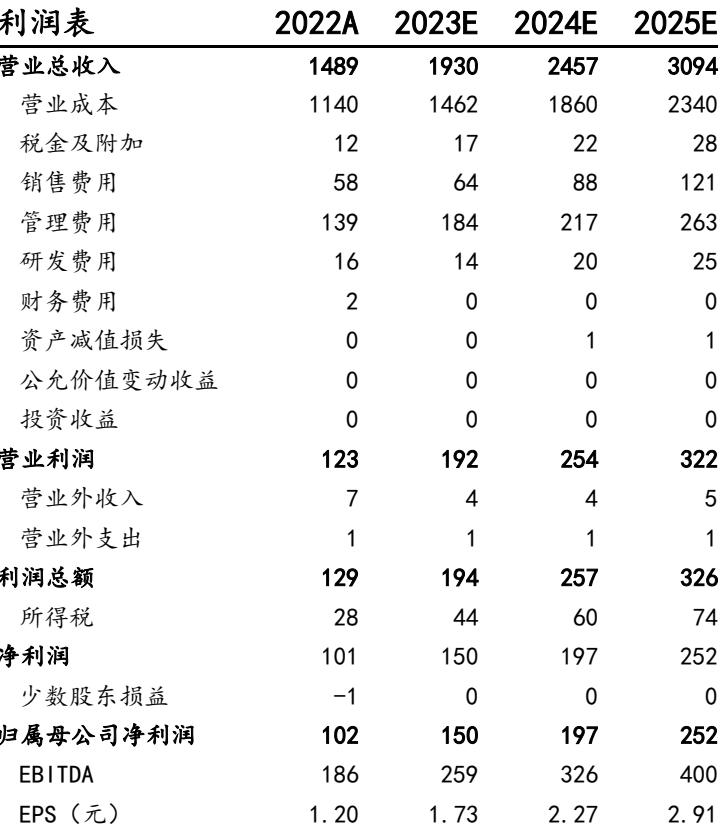 利润表 2022A 2023E 2024E 2025E
营业总收入 1489 1930 2457 3094
营业成本 1140 1462 1860 2340
税金及附加 12 17 22 28
销售费用 58 64 88 121
管理费用 139 184 217 263
研发费用 16 14 20 25
财务费用 2 0 0 0
资产减值损失 0 0 1 1
公允价值变动收益 0 0 0 0
投资收益 0 0 0 0
营业利润 123 192 254 322
营业外收入 7 4 4 5
营业外支出 1 1 1 1
利润总额 129 194 257 326
所得税 28 44 60 74
净利润 101 150 197 252
少数股东损益 -1 0 0 0
归属母公司净利润 102 150 197 252
EBITDA 186 259 326 400
EPS（元） 1.20 1.73 2.27 2.91